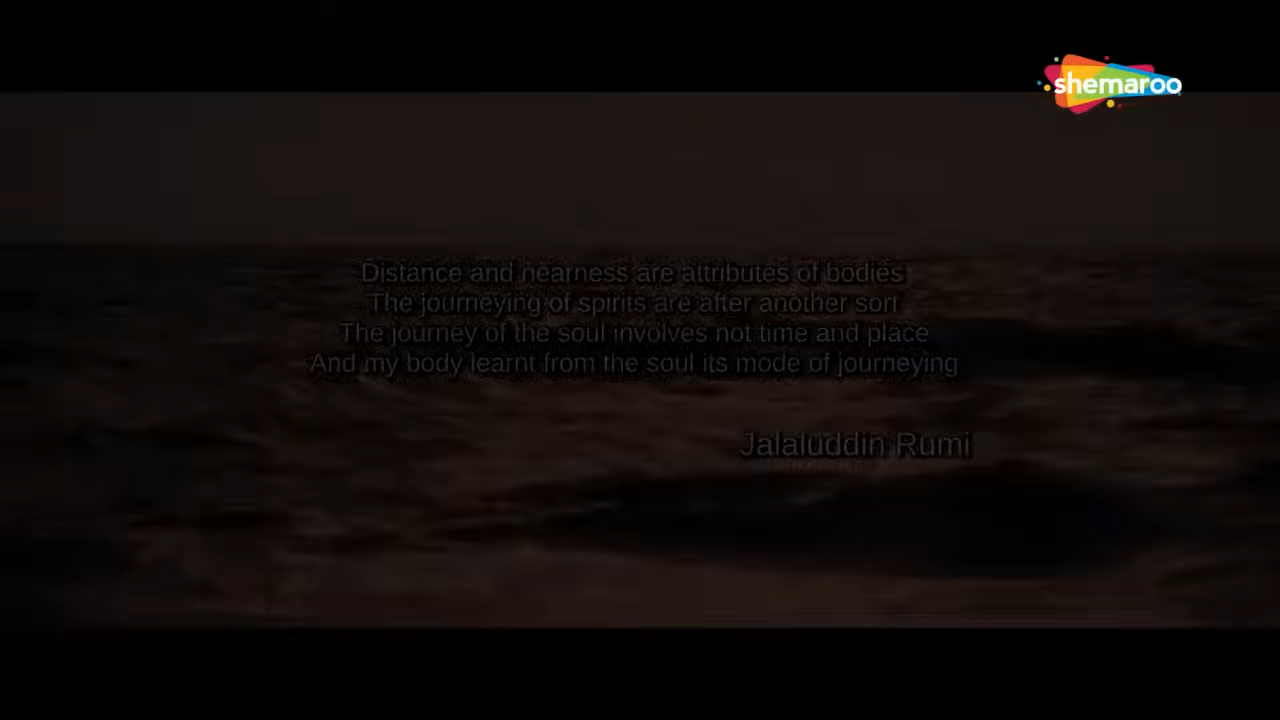 shemaroo
Distance and nearness are attributes of bodies
The journeying of spirits are after another sort
The journey of the soul involves not time and place
And my body learnt from the soul its mode of journeying
Jalaluddin Rumi